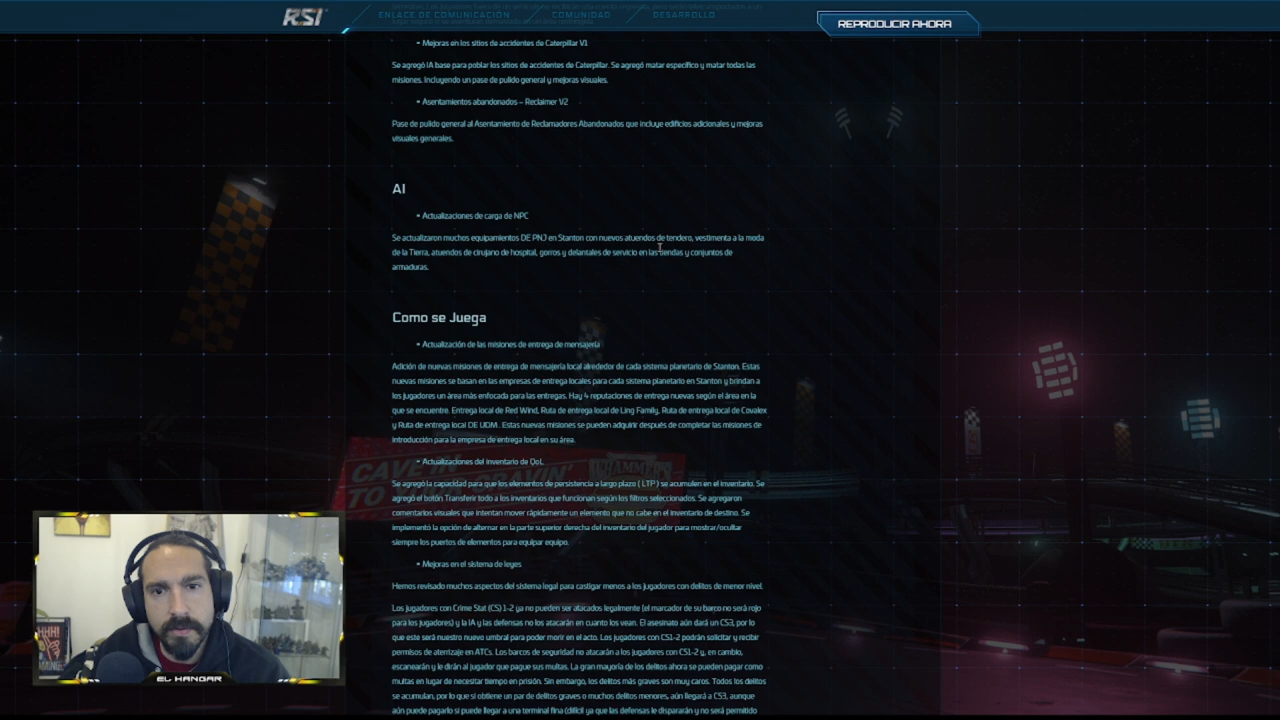 RSI
ENLACE DE COMUNICACIÓN
COMUNIDAD
DESARROLLO
REPRODUCIR AHORA
Mejoras en los sitios de accidentes de Caterpillar V1
Se agregó IA base para poblar los sitios de accidentes de Caterpillar. Se agregó matar específico y matar todas las
misiones. Incluyendo un pase de pulido general y mejoras visuales.
Asentamientos abandonados – Reclaimer V2
Pase de pulido general al Asentamiento de Reclamadores Abandonados que incluye edificios adicionales y mejoras
visuales generales.
AI
Actualizaciones de carga de NPC
Se actualizaron muchos equipamientos DE PNJ en Stanton con nuevos atuendos de tendero, vestimenta a la moda
de la Tierra, atuendos de cirujano de hospital, gorros y delantales de servicio en las tiendas y conjuntos de
armaduras.
Como se Juega
Actualización de las misiones de entrega de mensajería
Adición de nuevas misiones de entrega de mensajería local alrededor de cada sistema planetario de Stanton. Estas
nuevas misiones se basan en las empresas de entrega locales para cada sistema planetario en Stanton y brindan a
los jugadores un área más enfocada para las entregas. Hay 4 reputaciones de entrega nuevas según el área en la
que se encuentre. Entrega local de Red Wind, Ruta de entrega local de Ling Family, Ruta de entrega local de Covalex
y Ruta de entrega local DE UDM . Estas nuevas misiones se pueden adquirir después de completar las misiones de
introducción para la empresa de entrega local en su área.
Actualizaciones del inventario de QoL
Se agregó la capacidad para que los elementos de persistencia a largo plazo ( LTP ) se acumulen en el inventario. Se
agregó el botón Transferir todo a los inventarios que funcionan según los filtros seleccionados. Se agregaron
comentarios visuales que intentan mover rápidamente un elemento que no cabe en el inventario de destino. Se
implementó la opción de alternar en la parte superior derecha del inventario del jugador para mostrar/ocultar
siempre los puertos de elementos para equipar equipo.
Mejoras en el sistema de leyes
Hemos revisado muchos aspectos del sistema legal para castigar menos a los jugadores con delitos de menor nivel.
Los jugadores con Crime Stat (CS) 1-2 ya no pueden ser atacados legalmente (el marcador de su barco no será rojo
para los jugadores) y la IA y las defensas no los atacarán en cuanto los vean. El asesinato aún dará un CS3, por lo
que este será nuestro nuevo umbral para poder morir en el acto. Los jugadores con CS1-2 podrán solicitar y recibir
permisos de aterrizaje en ATCs. Los barcos de seguridad no atacarán a los jugadores con CS1-2 y, en cambio,
escanearán y le dirán al jugador que pague sus multas. La gran mayoría de los delitos ahora se pueden pagar como
multas en lugar de necesitar tiempo en prisión. Sin embargo, los delitos más graves son muy caros. Todos los delitos
se acumulan, por lo que si obtiene un par de delitos graves o muchos delitos menores, aún llegará a CS3, aunque
aún puede pagarlo si puede llegar a una terminal fina (difícil ya que las defensas le dispararán y no será permitido
CAVE IN
WHAMMER'S
EL HANGAR